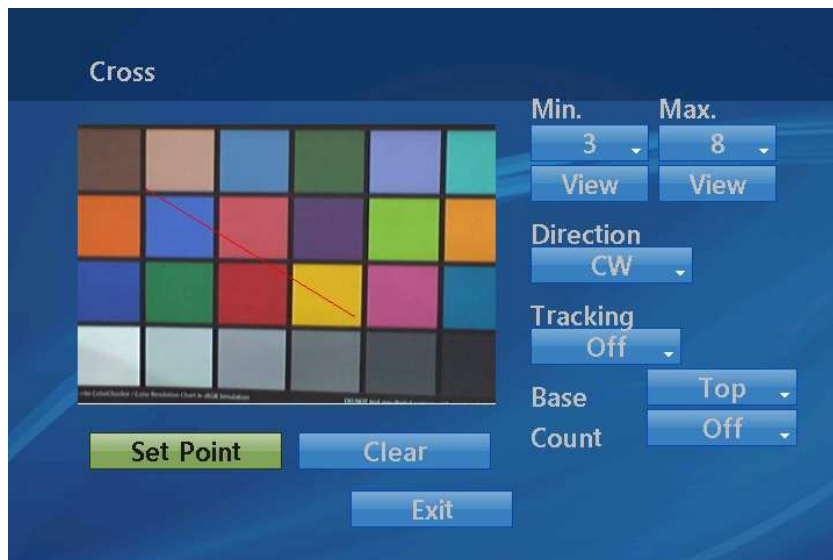 Cross
Min. Max.
3 8
View View
Direction
CW
Tracking
Off
Base Top
Count Off
Set Point Clear
Exit